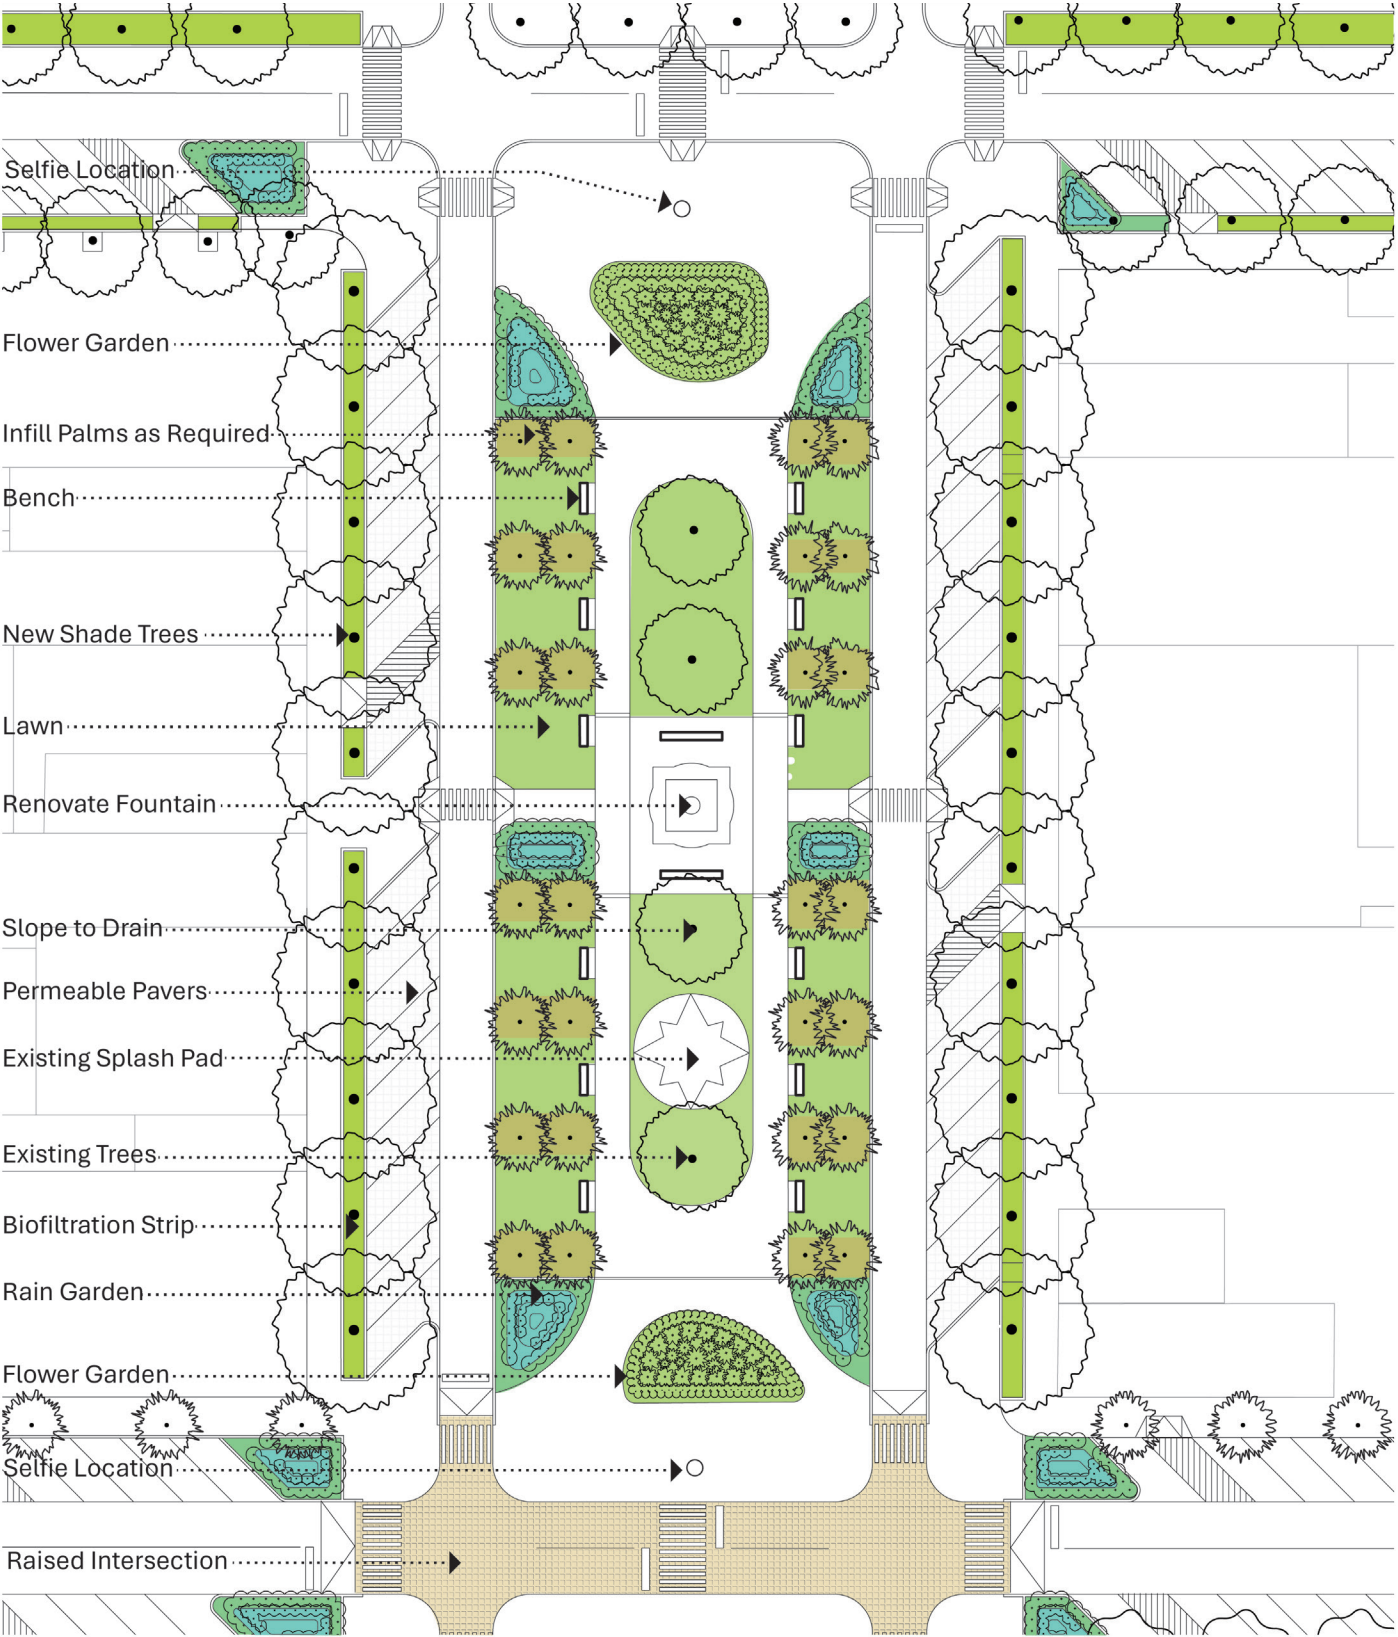 Selfie Location
Flower Garden
Infill Palms as Required
Bench
New Shade Trees
Lawn
Renovate Fountain
Slope to Drain
Permeable Pavers
Existing Splash Pad
Existing Trees
Biofiltration Strip
Rain Garden
Flower Garden
Selfie Location
Raised Intersection